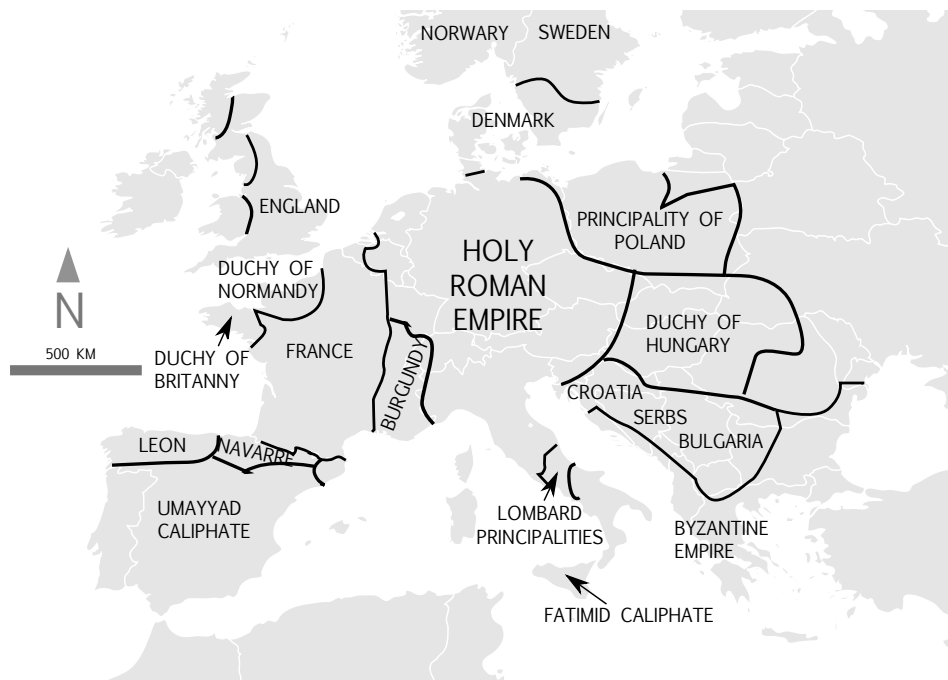 NORWARY
SWEDEN
DENMARK
ENGLAND
PRINCIPALITY OF
POLAND
HOLY
ROMAN
EMPIRE
DUCHY OF
NORMANDY
N
500 KM
DUCHY OF
BRITANNY
FRANCE
BURGUNDY
DUCHY OF
HUNGARY
CROATIA
SERBS
BULGARIA
LEON
NAVARRE
UMAYYAD
CALIPHATE
LOMBARD
PRINCIPALITIES
BYZANTINE
EMPIRE
FATIMID CALIPHATE